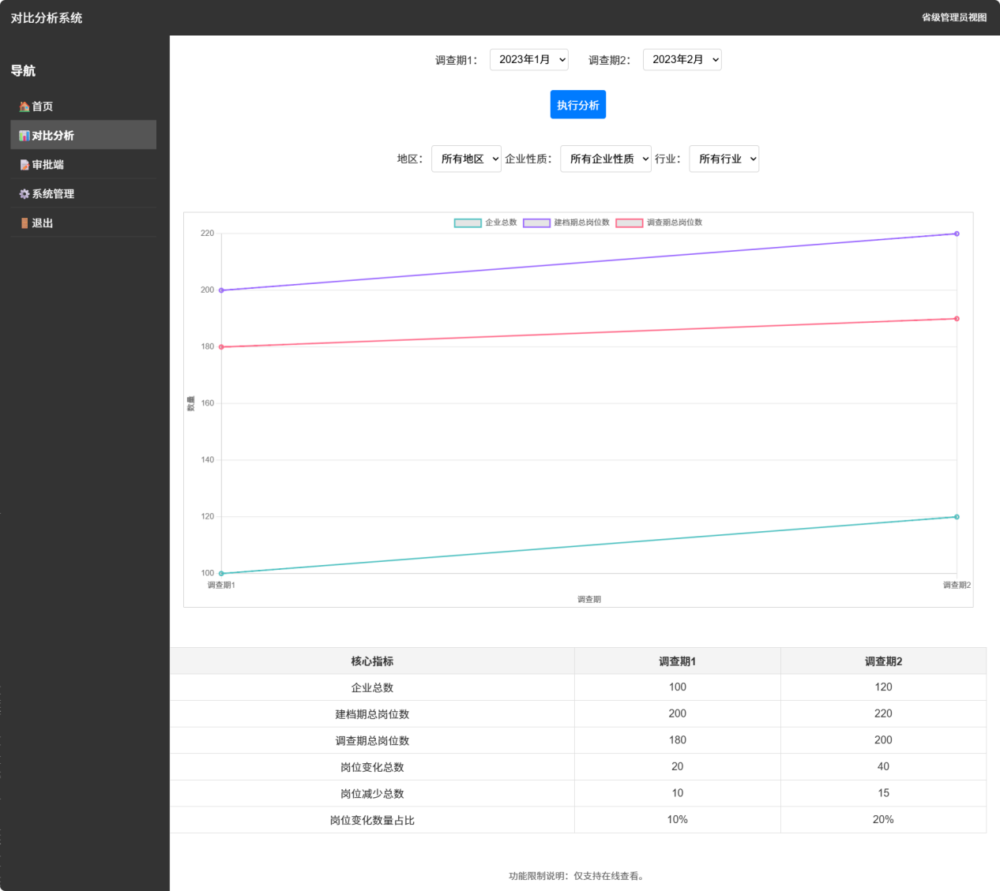 对比分析系统
省级管理员视图
导航
首页
对比分析
审批端
系统管理
退出
调查期1： 2023年1月 调查期2： 2023年2月
执行分析
地区： 所有地区 企业性质： 所有企业性质 行业： 所有行业
企业总数 建档期总岗位数 调查期总岗位数
220
200
180
160
140
120
100
数量
调查期1 调查期2
调查期
核心指标 调查期1 调查期2
企业总数 100 120
建档期总岗位数 200 220
调查期总岗位数 180 200
岗位变化总数 20 40
岗位减少总数 10 15
岗位变化数量占比 10% 20%
功能限制说明：仅支持在线查看。